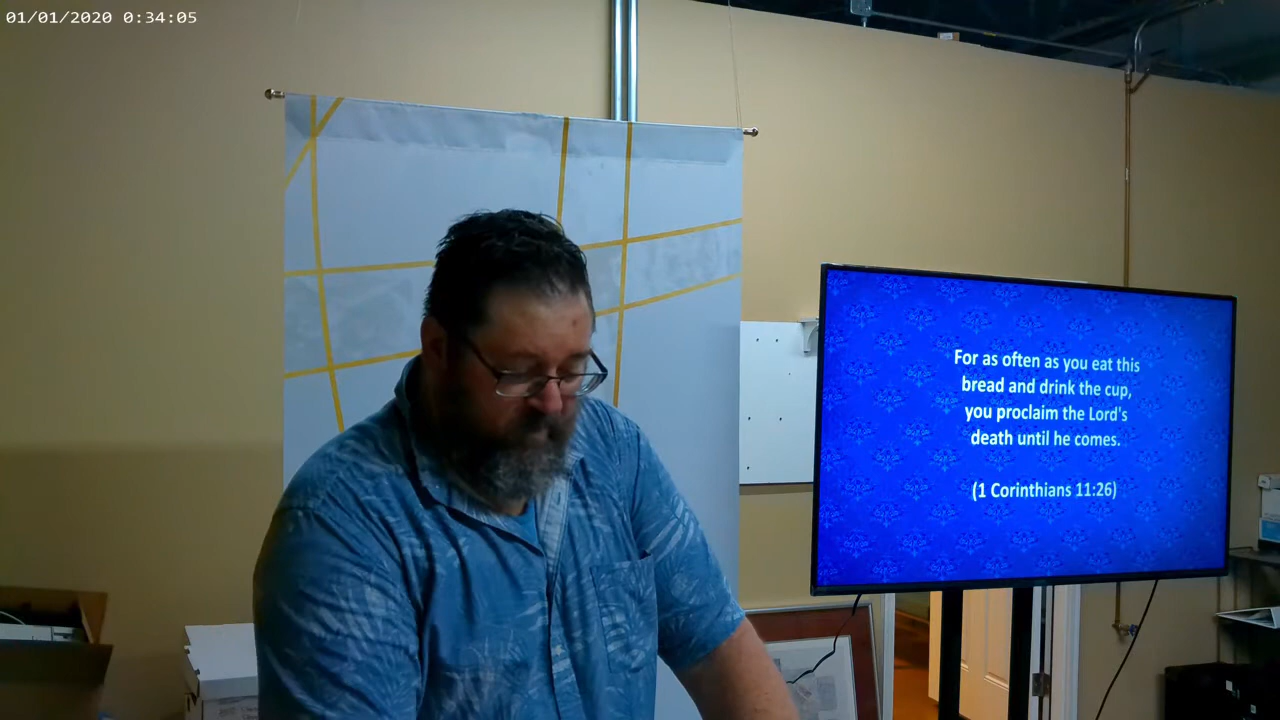 01/01/2020 0:34:05
For as often as you eat this
bread and drink the cup,
you proclaim the Lord's
death until he comes.
(1 Corinthians 11:26)